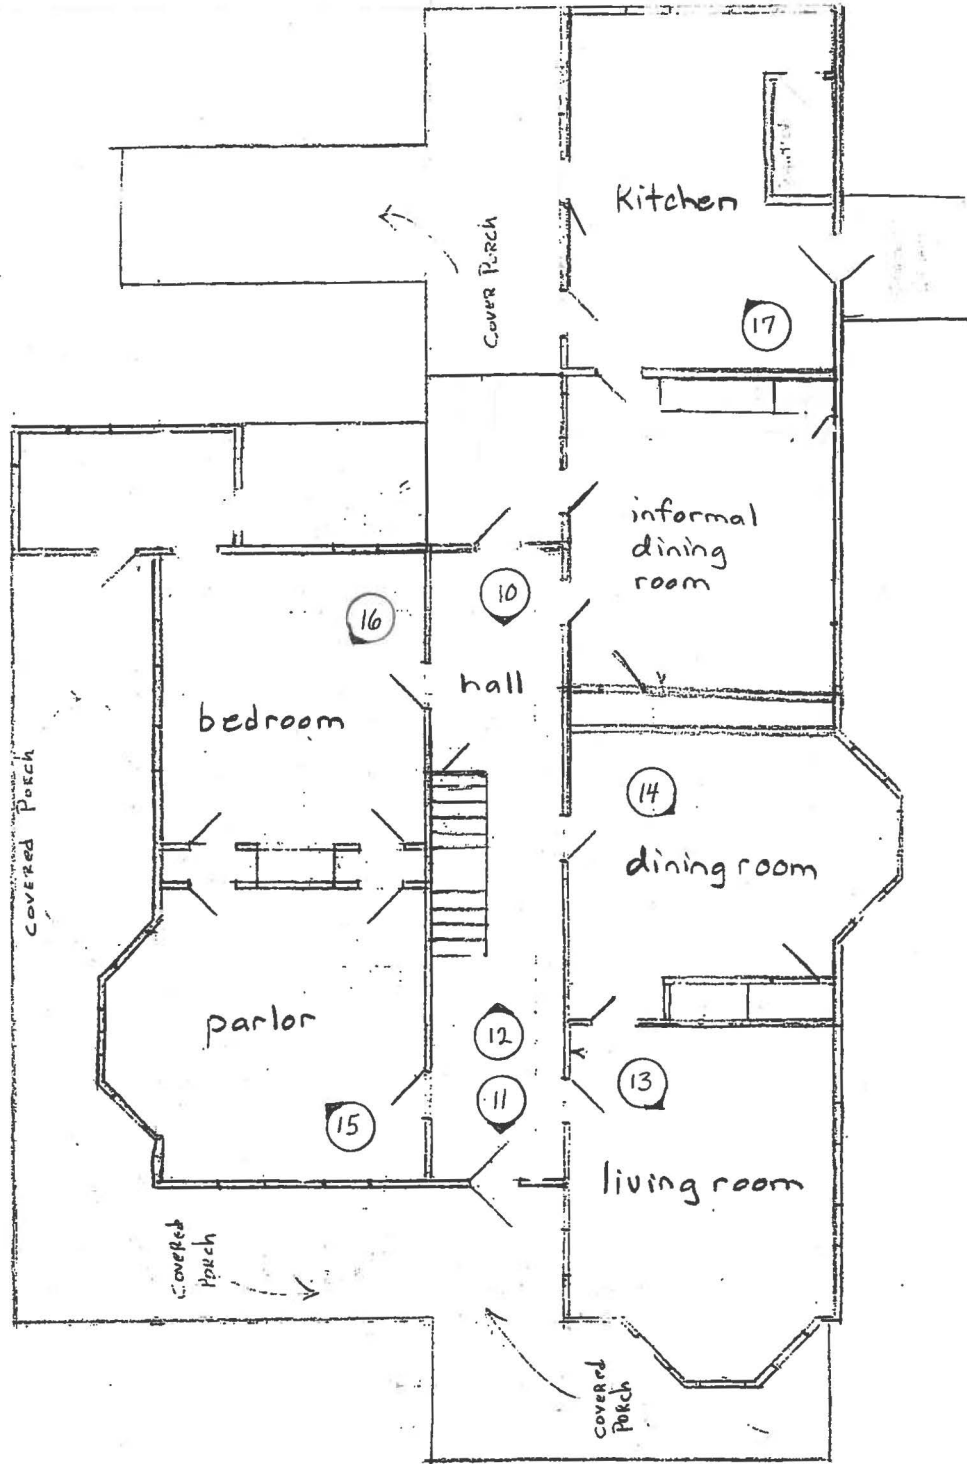 Kitchen
COVER PORCH
17
informal
dining
room
10
16
hall
bedroom
COVERED PORCH
14
dining room
parlor
12
13
11
15
living room
COVERED
PORCH
COVERED
PORCH